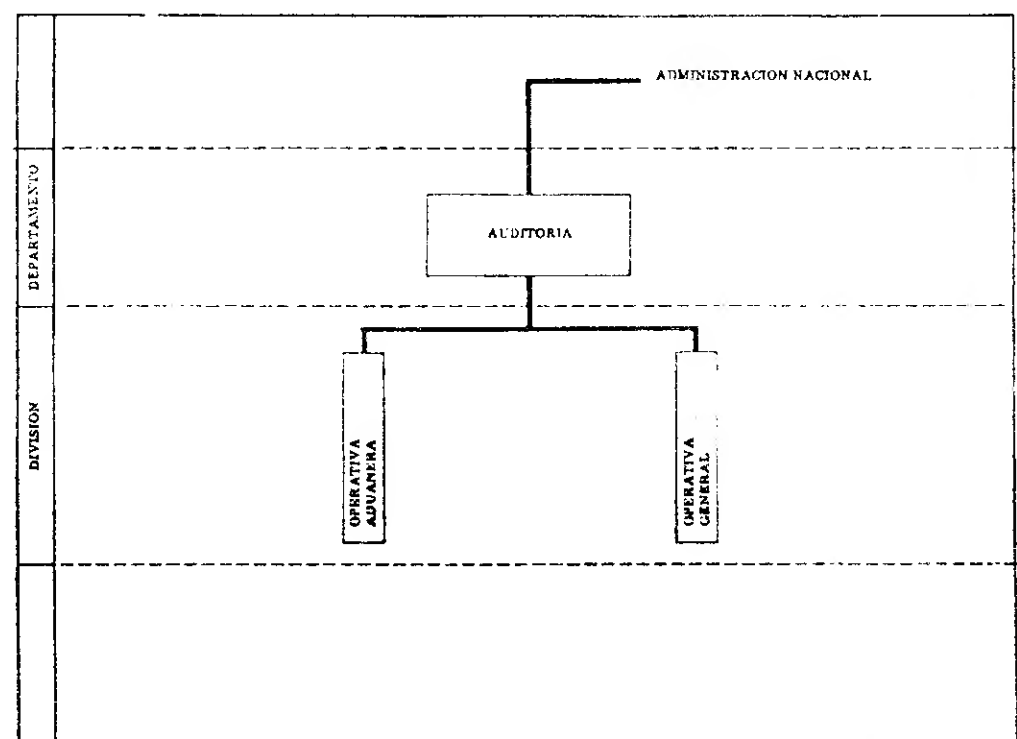 ADMINISTRACION NACIONAL
DEPARTAMENTO
AUDITORIA
DIVISION
OPERATIVA
ADUANERA
OPERATIVA
GENERAL